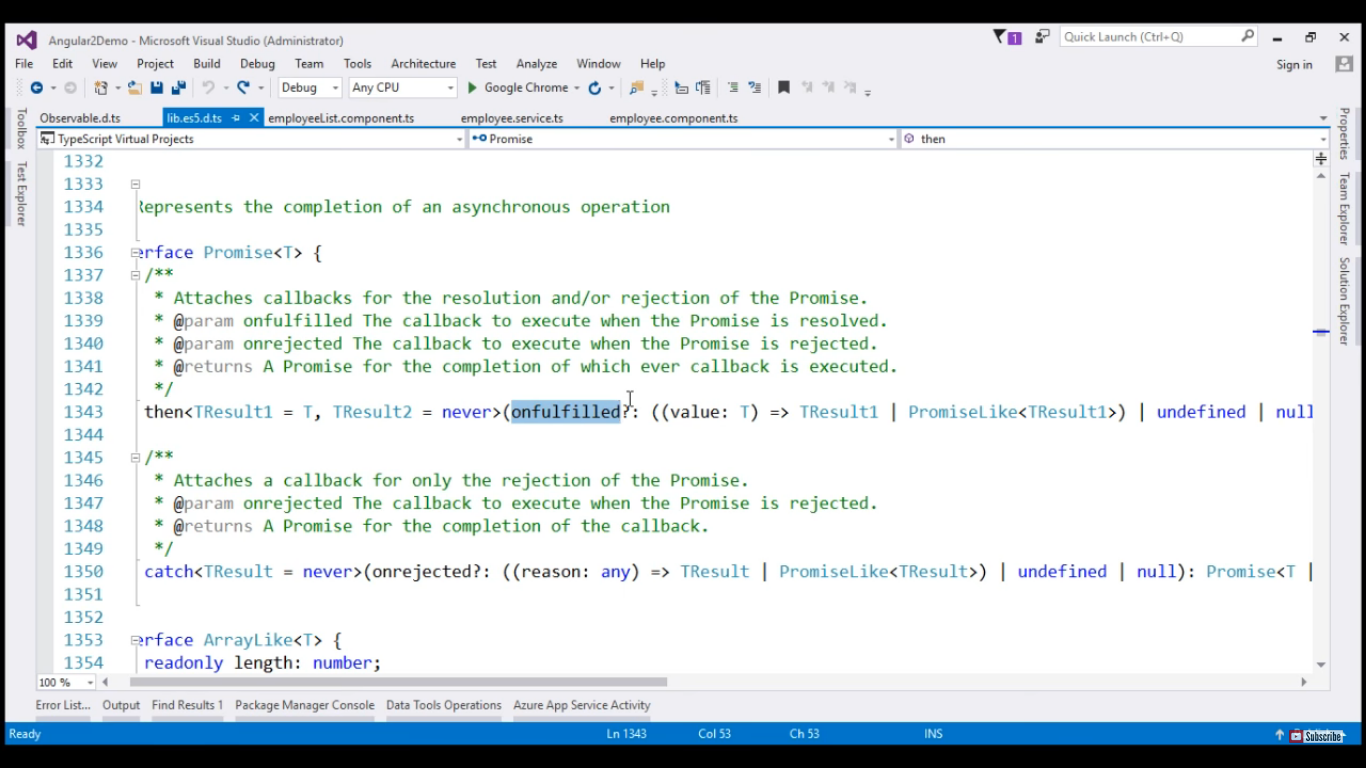 Angular2Demo - Microsoft Visual Studio (Administrator)
1
Quick Launch (Ctrl+Q)
File Edit View Project Build Debug Team Tools Architecture Test Analyze Window Help
Sign in
Debug Any CPU Google Chrome
Toolbox
Test Explorer
Observable.d.ts lib.es5.d.ts employeeList.component.ts employee.service.ts employee.component.ts
TypeScript Virtual Projects Promise then
1332
1333
1334 Represents the completion of an asynchronous operation
1335
1336 erface Promise<T> {
1337 /**
1338 * Attaches callbacks for the resolution and/or rejection of the Promise.
1339 * @param onfulfilled The callback to execute when the Promise is resolved.
1340 * @param onrejected The callback to execute when the Promise is rejected.
1341 * @returns A Promise for the completion of which ever callback is executed.
1342 */
1343 then<TResult1 = T, TResult2 = never>(onfulfilled?: ((value: T) => TResult1 | PromiseLike<TResult1>) | undefined | null
1344
1345 /**
1346 * Attaches a callback for only the rejection of the Promise.
1347 * @param onrejected The callback to execute when the Promise is rejected.
1348 * @returns A Promise for the completion of the callback.
1349 */
1350 catch<TResult = never>(onrejected?: ((reason: any) => TResult | PromiseLike<TResult>) | undefined | null): Promise<T |
1351
1352
1353 erface ArrayLike<T> {
1354 readonly length: number;
Properties
Team Explorer
Solution Explorer
100 %
Error List... Output Find Results 1 Package Manager Console Data Tools Operations Azure App Service Activity
Ready Ln 1343 Col 53 Ch 53 INS
Subscribe